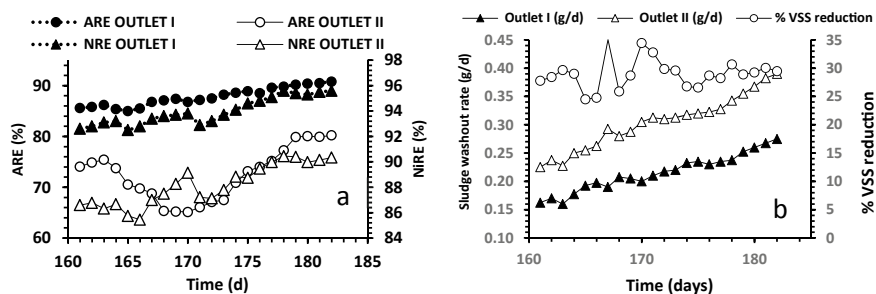 ARE OUTLET I
ARE OUTLET II
NRE OUTLET I
NRE OUTLET II
ARE (%)
90
80
70
60
98
96
94
92
90
88
86
84
NiRE (%)
a
160
165
170
175
180
185
Time (d)
Outlet I (g/d)
Outlet II (g/d)
% VSS reduction
Sludge washout rate (g/d)
0.45
0.40
0.35
0.30
0.25
0.20
0.15
0.10
35
30
25
20
15
10
5
0
% VSS reduction
b
160
170
180
Time (days)